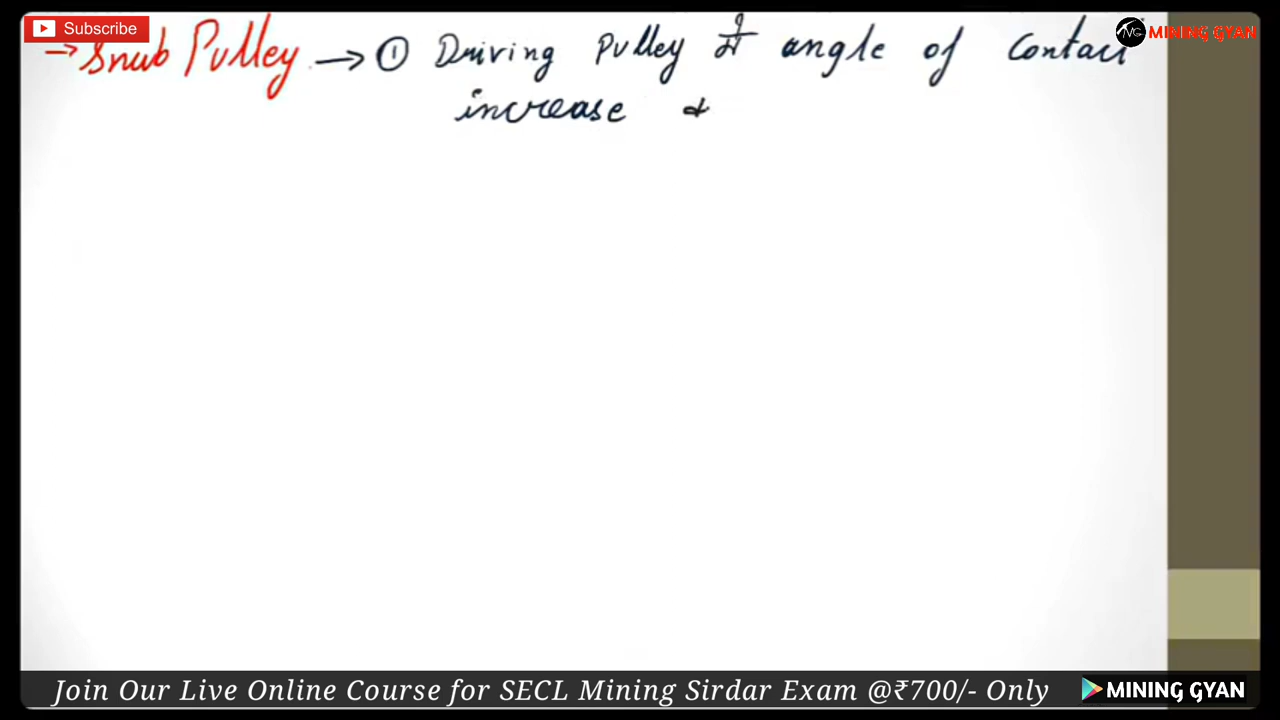 Subscribe
MINING GYAN
→ Snub Pulley → ① Driving Pulley में angle of Contact
increase &
Join Our Live Online Course for SECL Mining Sirdar Exam @₹700/- Only
MINING GYAN